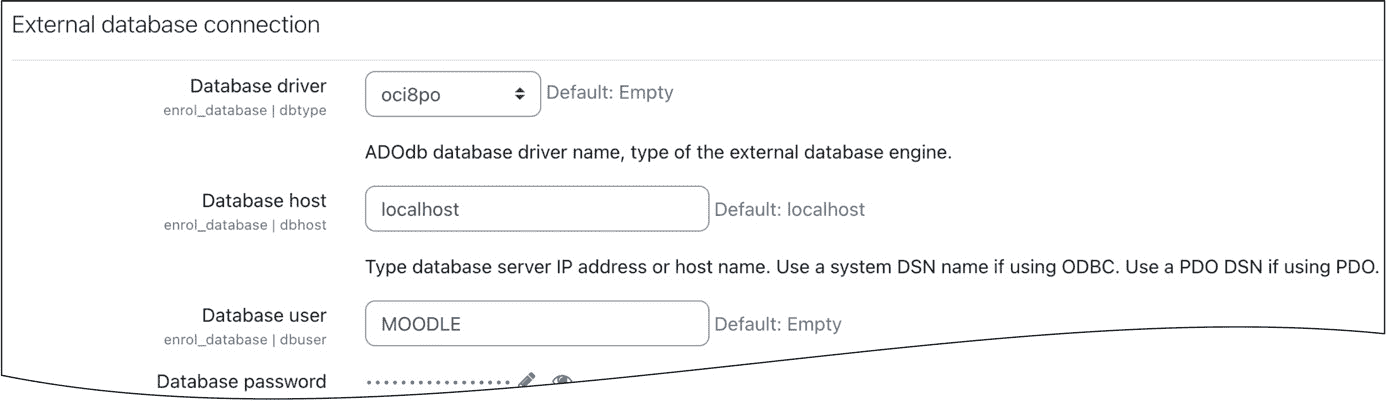 External database connection
Database driver
enrol_database | dbtype
oci8po
Default: Empty
ADOdb database driver name, type of the external database engine.
Database host
enrol_database | dbhost
localhost
Default: localhost
Type database server IP address or host name. Use a system DSN name if using ODBC. Use a PDO DSN if using PDO.
Database user
enrol_database | dbuser
MOODLE
Default: Empty
Database password